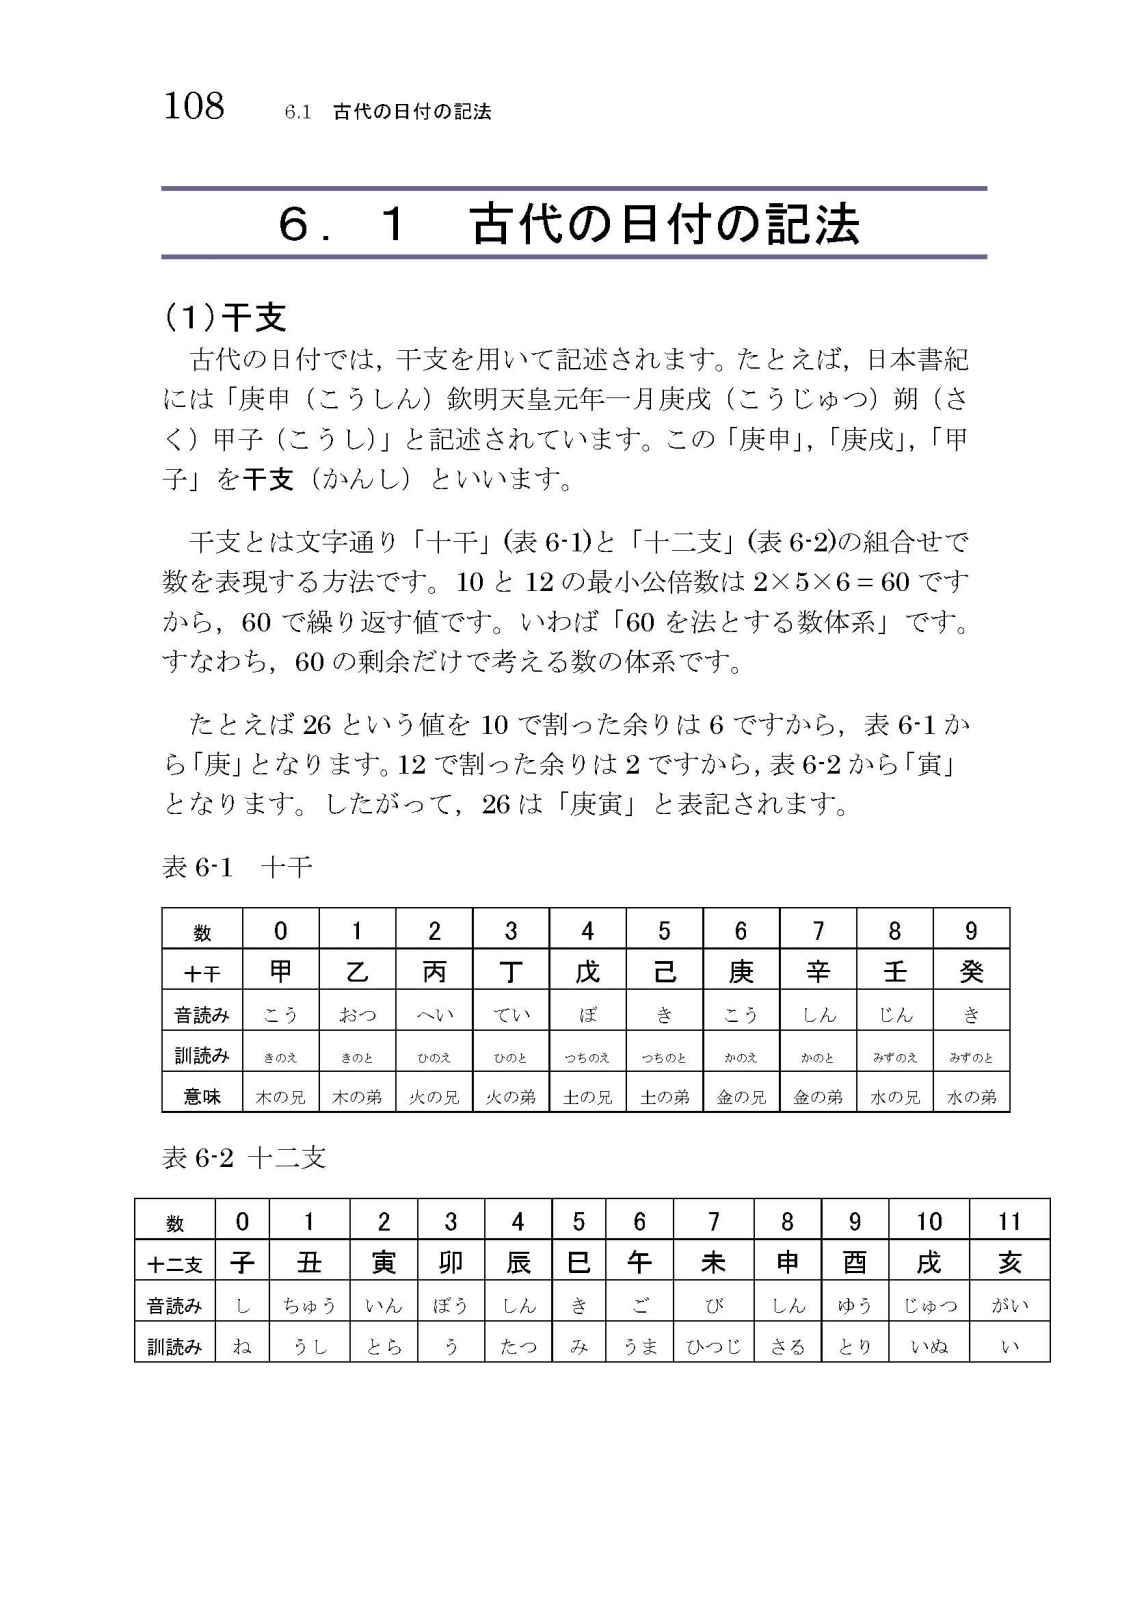 108 6.1 古代の日付の記法
6．1 古代の日付の記法
(1)干支
古代の日付では，干支を用いて記述されます。たとえば，日本書紀
には「庚申（こうしん）欽明天皇元年一月庚戌（こうじゅつ）朔（さ
く）甲子（こうし）」と記述されています。この「庚申」，「庚戌」，「甲
子」を干支（かんし）といいます。
干支とは文字通り「十干」(表 6-1)と「十二支」(表 6-2)の組合せで
数を表現する方法です。10 と 12 の最小公倍数は 2×5×6＝60 です
から，60 で繰り返す値です。いわば「60 を法とする数体系」です。
すなわち，60 の剰余だけで考える数の体系です。
たとえば 26 という値を 10 で割った余りは 6 ですから，表 6-1 か
ら「庚」となります。12 で割った余りは 2 ですから，表 6-2 から「寅」
となります。したがって，26 は「庚寅」と表記されます。
表 6-1 十干
数 0 1 2 3 4 5 6 7 8 9
十干 甲 乙 丙 丁 戊 己 庚 辛 壬 癸
音読み こう おつ へい てい ぼ き こう しん じん き
訓読み きのえ きのと ひのえ ひのと つちのえ つちのと かのえ かのと みずのえ みずのと
意味 木の兄 木の弟 火の兄 火の弟 土の兄 土の弟 金の兄 金の弟 水の兄 水の弟
表 6-2 十二支
数 0 1 2 3 4 5 6 7 8 9 10 11
十二支 子 丑 寅 卯 辰 巳 午 未 申 酉 戌 亥
音読み し ちゅう いん ぼう しん き ご び しん ゆう じゅつ がい
訓読み ね うし とら う たつ み うま ひつじ さる とり いぬ い